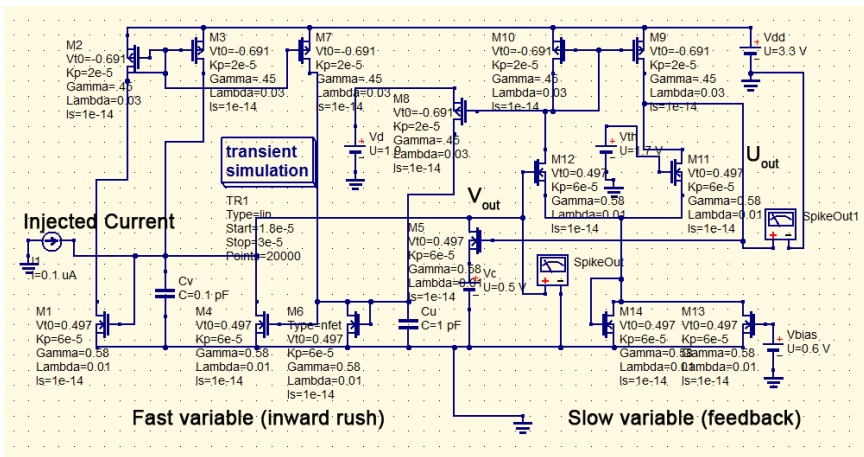 M2
Vt0=-0.691
Kp=2e-5
Gamma=.45
Lambda=0.03
Is=1e-14
M3
Vt0=-0.691
Kp=2e-5
Gamma=.45
Lambda=0.03
Is=1e-14
M7
Vt0=-0.691
Kp=2e-5
Gamma=.45
Lambda=0.03
Is=1e-14
M10
Vt0=-0.691
Kp=2e-5
Gamma=.45
Lambda=0.03
Is=1e-14
M9
Vt0=-0.691
Kp=2e-5
Gamma=.45
Lambda=0.03
Is=1e-14
Vdd
U=3.3 V
M8
Vt0=-0.691
Kp=2e-5
Gamma=.45
Lambda=0.03
Is=1e-14
Vd
transient
simulation
TR1
Type=lin
Start=1.8e-5
Stop=3e-5
Points=20000
M12
Vt0=0.497
Kp=6e-5
Gamma=0.58
Lambda=0.01
Is=1e-14
Vth
M11
Vt0=0.497
Kp=6e-5
Gamma=0.58
Lambda=0.01
Is=1e-14
Uout
Vout
SpikeOut1
Injected Current
I1
I=0.1 uA
M5
Vt0=0.497
Kp=6e-5
Gamma=0.58
Lambda=0.01
Is=1e-14
Vc
U=0.5 V
SpikeOut
Cv
C=0.1 pF
M1
Vt0=0.497
Kp=6e-5
Gamma=0.58
Lambda=0.01
Is=1e-14
M4
Vt0=0.497
Kp=6e-5
Gamma=0.58
Lambda=0.01
Is=1e-14
M6
Type=nfet
Vt0=0.497
Kp=6e-5
Gamma=0.58
Lambda=0.01
Is=1e-14
Cu
C=1 pF
M14
Vt0=0.497
Kp=6e-5
Gamma=0.58
Lambda=0.01
Is=1e-14
M13
Vt0=0.497
Kp=6e-5
Gamma=0.58
Lambda=0.01
Is=1e-14
Vbias
U=0.6 V
Fast variable (inward rush)
Slow variable (feedback)